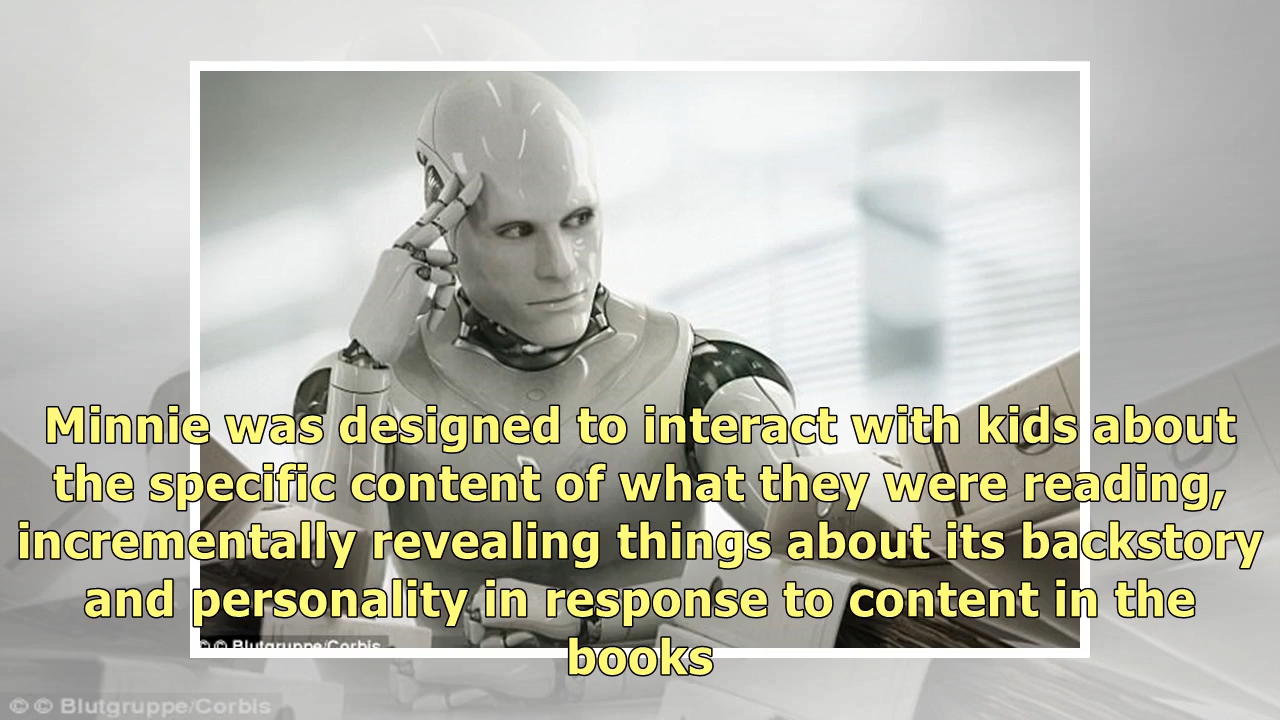 Minnie was designed to interact with kids about
the specific content of what they were reading,
incrementally revealing things about its backstory
and personality in response to content in the
books
© © Blutgruppe/Corbis
© © Blutgruppe/Corbis